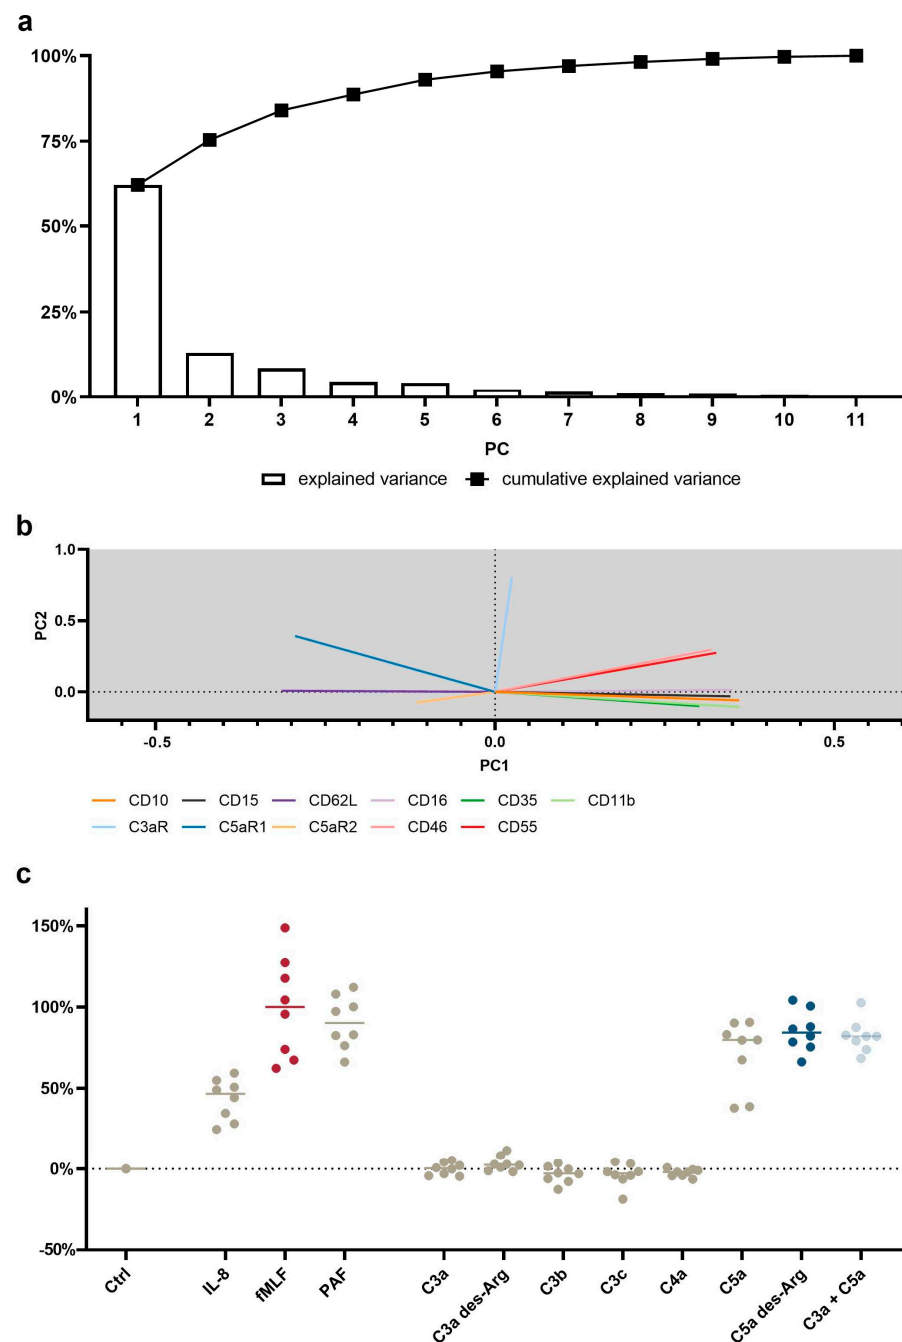 a
100%
75%
50%
25%
0%
1 2 3 4 5 6 7 8 9 10 11
PC
explained variance cumulative explained variance
b
1.0
0.5
0.0
PC2
-0.5 0.0 0.5
PC1
CD10 CD15 CD62L CD16 CD35 CD11b
C3aR C5aR1 C5aR2 CD46 CD55
c
150%
100%
50%
0%
-50%
Ctrl IL-8 fMLF PAF C3a C3a des-Arg C3b C3c C4a C5a C5a des-Arg C3a + C5a